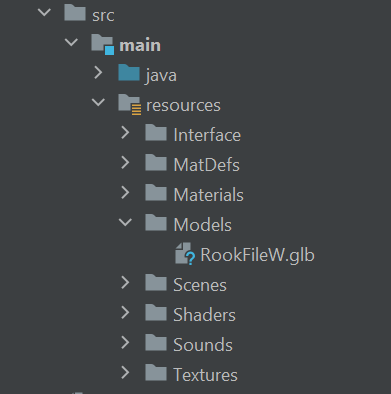 src
main
java
resources
Interface
MatDefs
Materials
Models
RookFileW.glb
Scenes
Shaders
Sounds
Textures